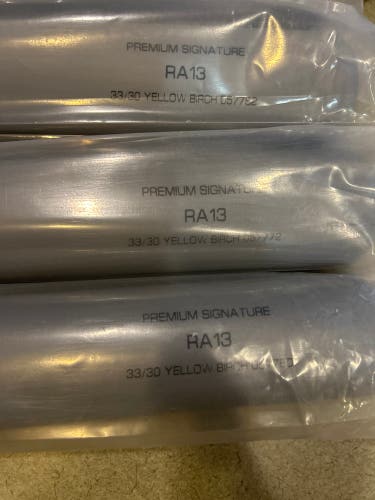 PREMIUM SIGNATURE
RA13
33/30 YELLOW BIRCH
PREMIUM SIGNATURE
RA13
33/30 YELLOW BIRCH
PREMIUM SIGNATURE
RA13
33/30 YELLOW BIRCH